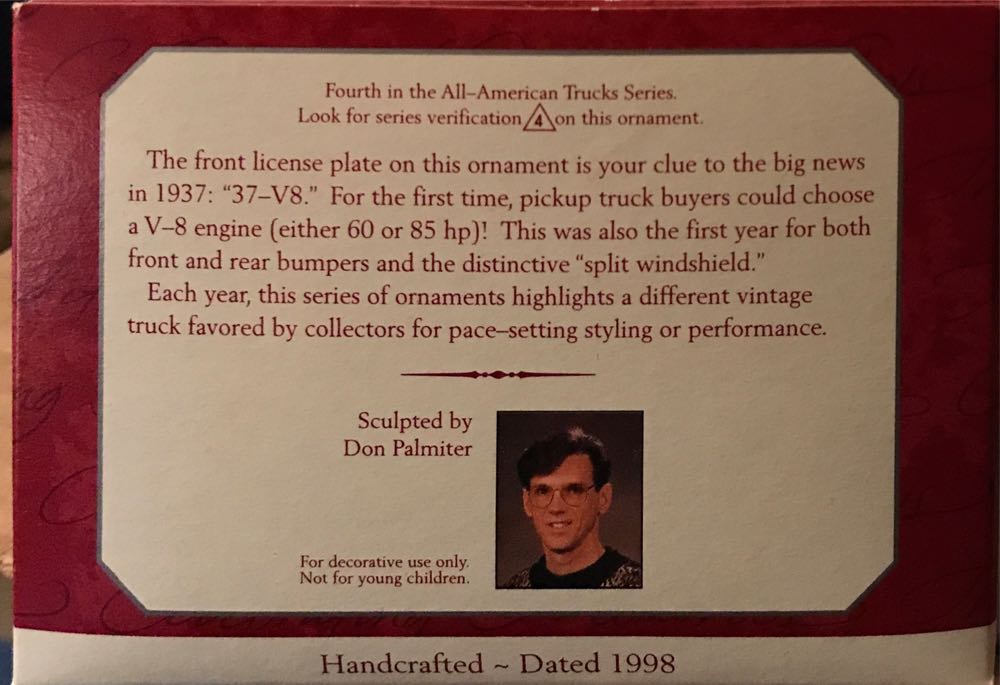 Fourth in the All–American Trucks Series.
Look for series verification 4 on this ornament.
The front license plate on this ornament is your clue to the big news
in 1937: “37–V8.” For the first time, pickup truck buyers could choose
a V–8 engine (either 60 or 85 hp)! This was also the first year for both
front and rear bumpers and the distinctive “split windshield.”
Each year, this series of ornaments highlights a different vintage
truck favored by collectors for pace–setting styling or performance.
Sculpted by
Don Palmiter
For decorative use only.
Not for young children.
Handcrafted ~ Dated 1998